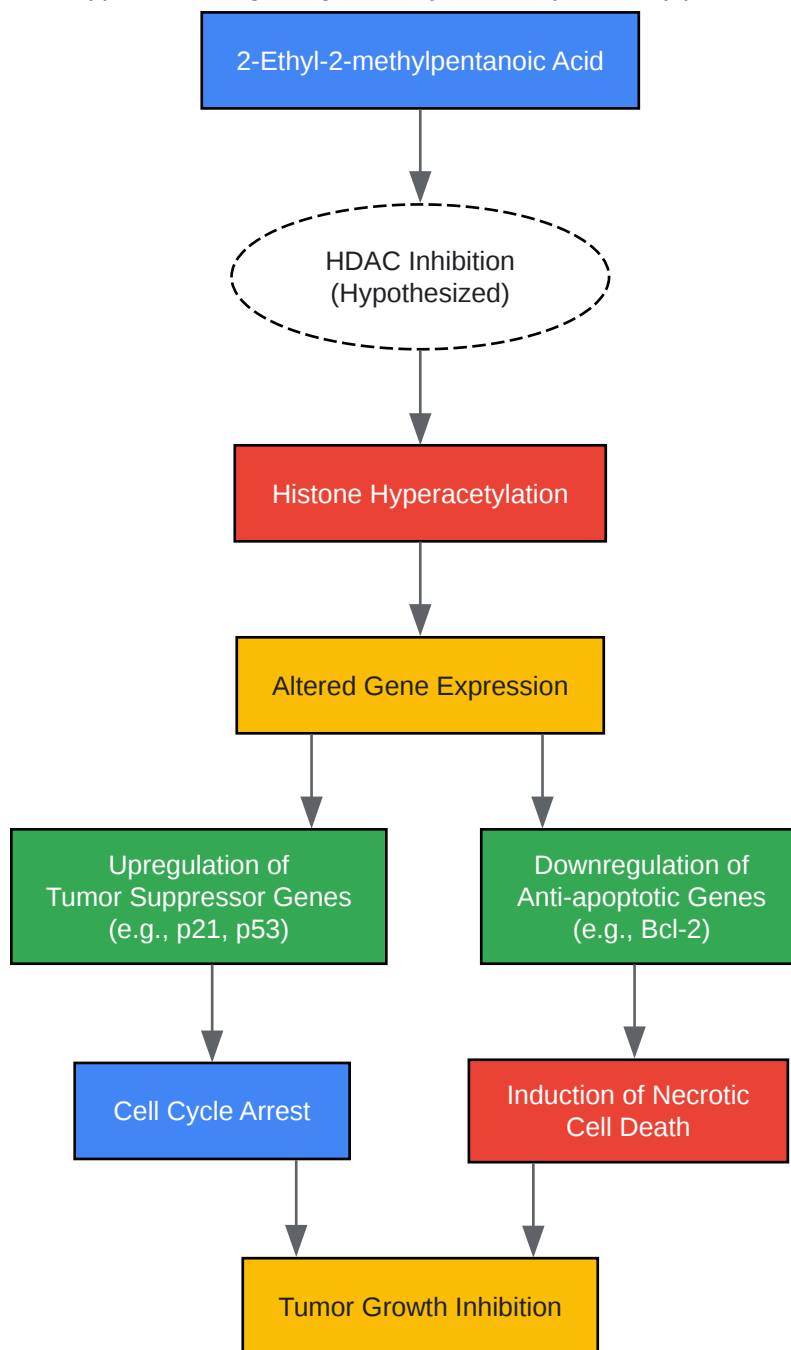 2-Ethyl-2-methylpentanoic Acid
HDAC Inhibition
(Hypothesized)
Histone Hyperacetylation
Altered Gene Expression
Upregulation of
Tumor Suppressor Genes
(e.g., p21, p53)
Downregulation of
Anti-apoptotic Genes
(e.g., Bcl-2)
Cell Cycle Arrest
Induction of Necrotic
Cell Death
Tumor Growth Inhibition